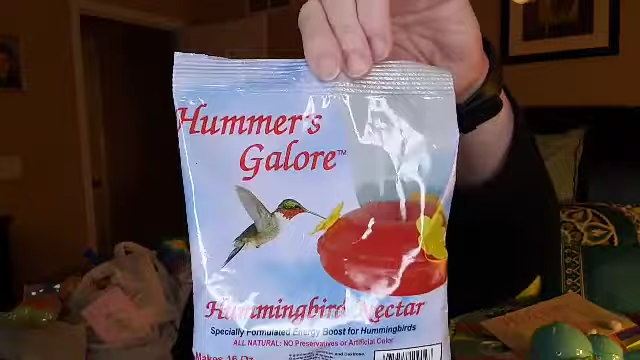 Hummer's
Galore™
Hummingbird Nectar
Specially Formulated Energy Boost for Hummingbirds
ALL NATURAL: NO Preservatives or Artificial Color
Makes 16 Oz